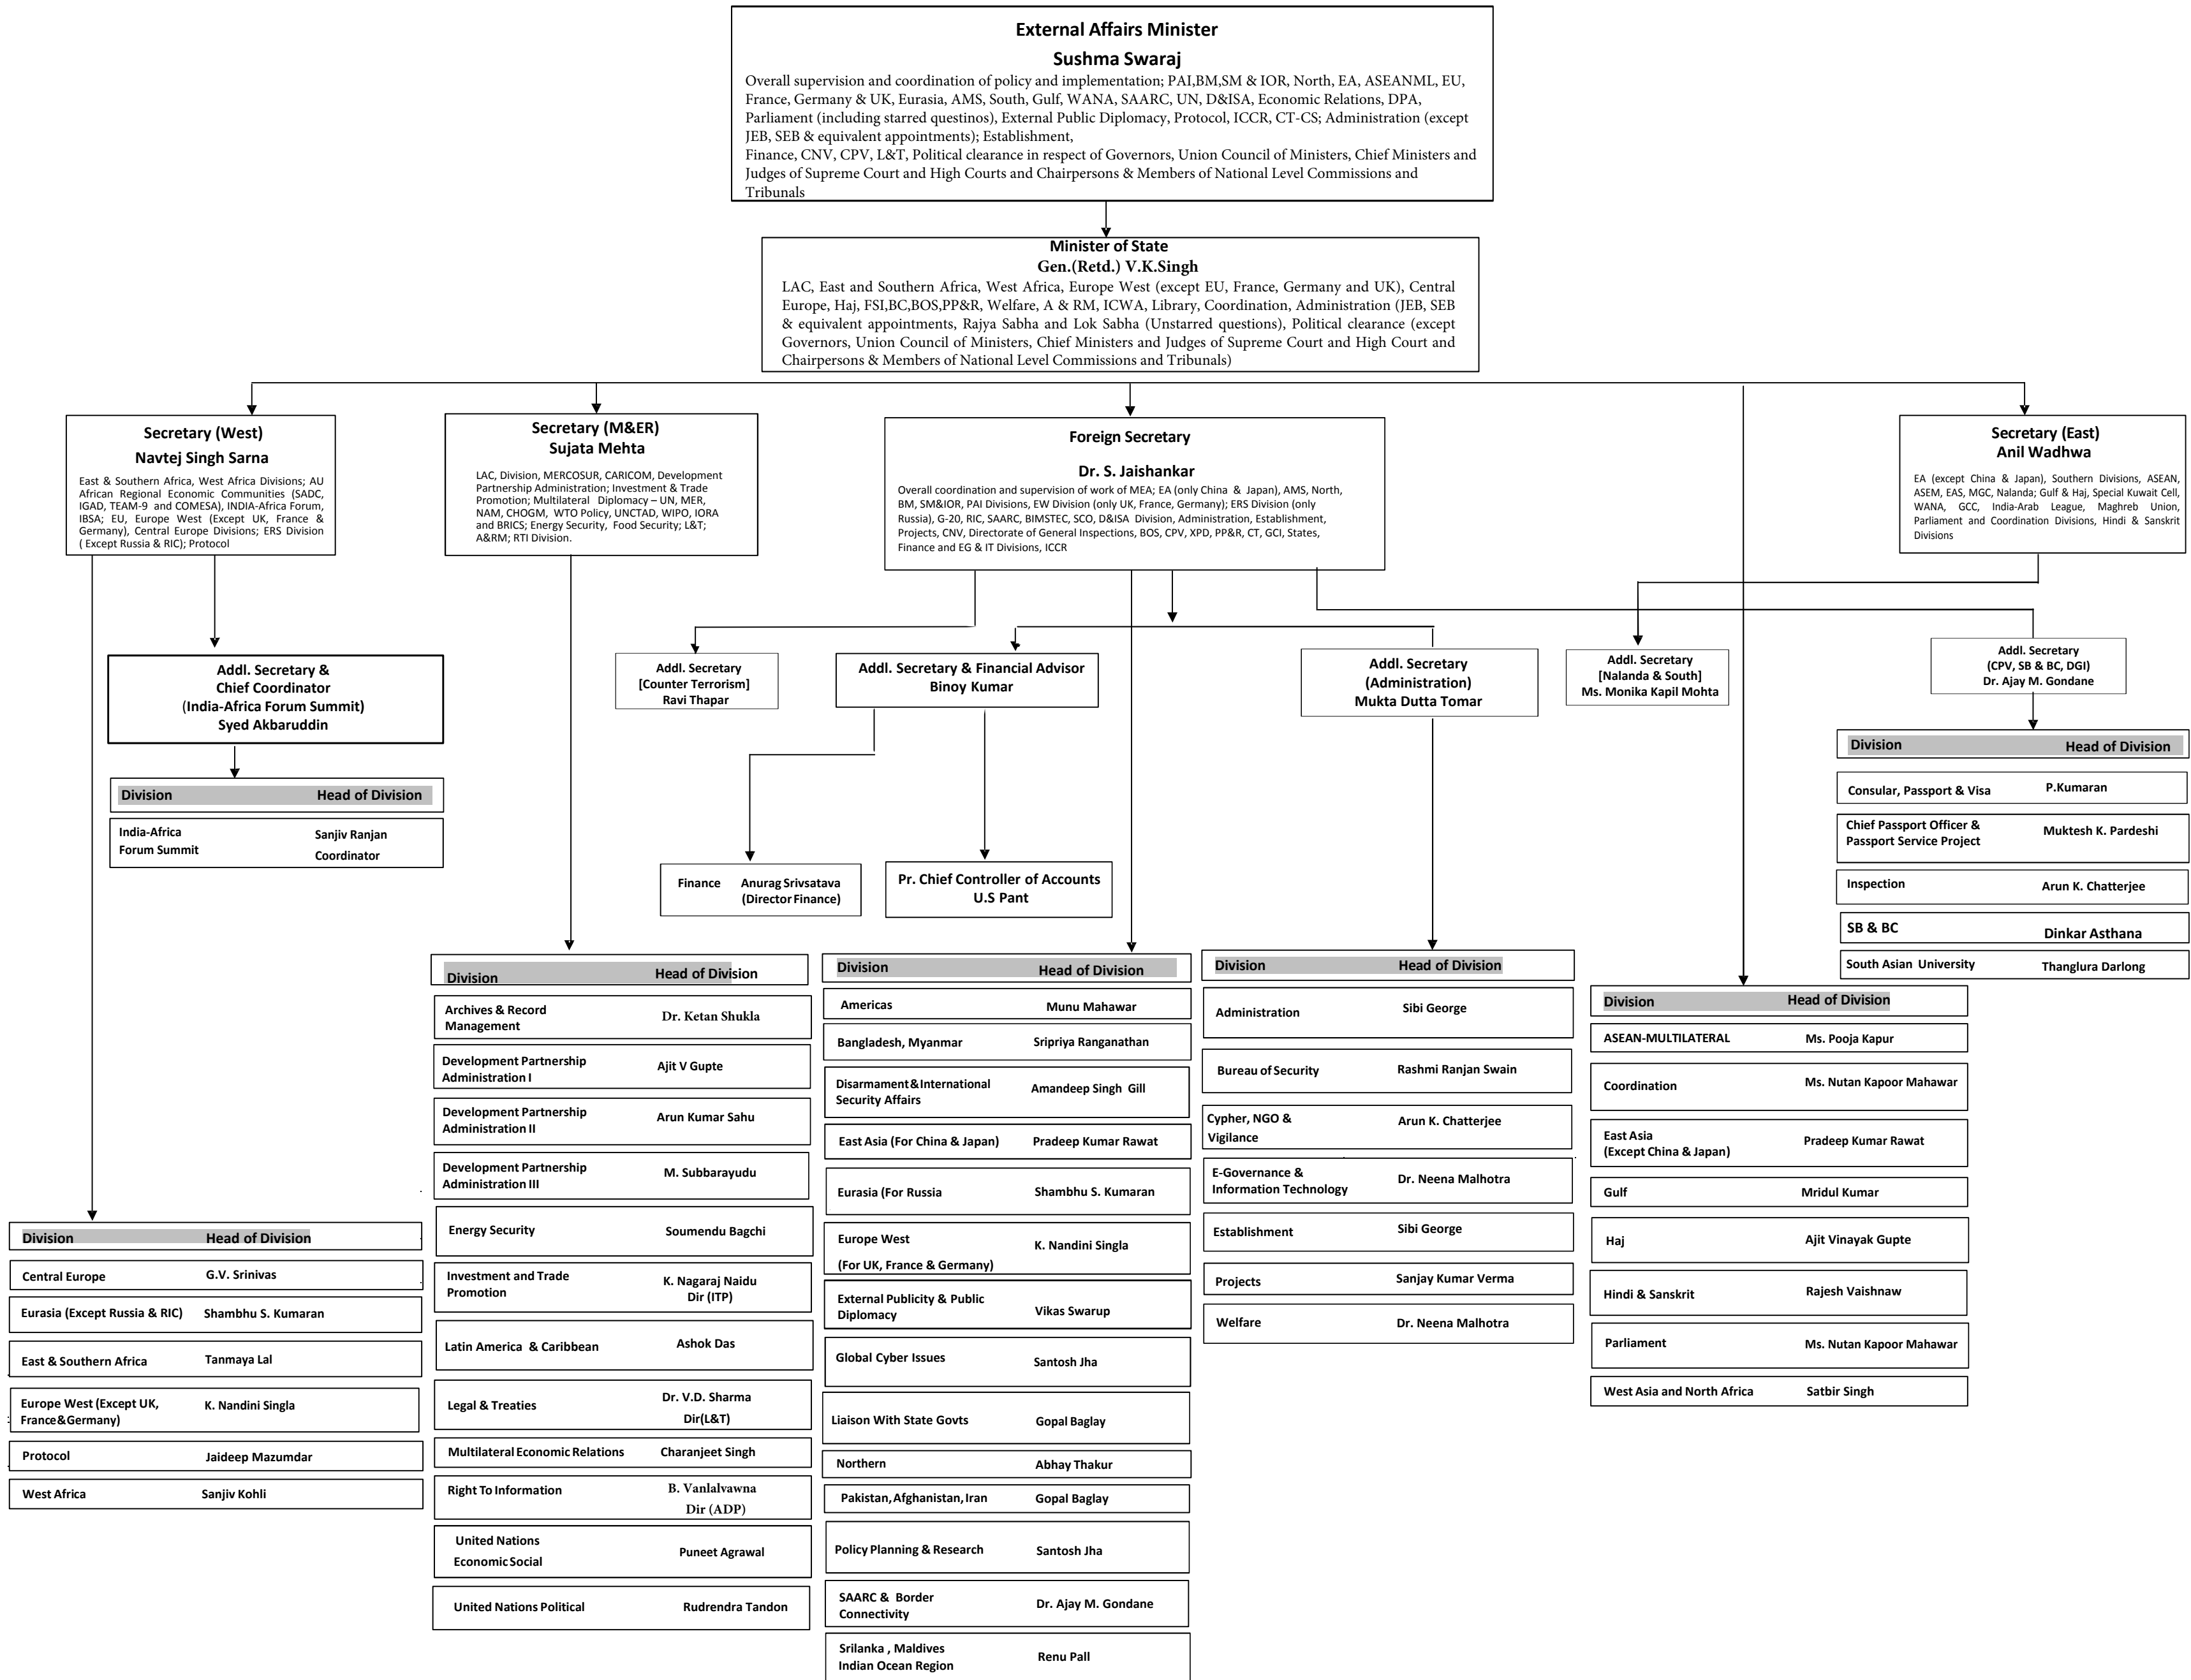 External Affairs Minister
Sushma Swaraj
Overall supervision and coordination of policy and implementation; PAI,BM,SM & IOR, North, EA, ASEANML, EU,
France, Germany & UK, Eurasia, AMS, South, Gulf, WANA, SAARC, UN, D&ISA, Economic Relations, DPA,
Parliament (including starred questinos), External Public Diplomacy, Protocol, ICCR, CT-CS; Administration (except
JEB, SEB & equivalent appointments); Establishment,
Finance, CNV, CPV, L&T, Political clearance in respect of Governors, Union Council of Ministers, Chief Ministers and
Judges of Supreme Court and High Courts and Chairpersons & Members of National Level Commissions and
Tribunals
Minister of State
Gen.(Retd.) V.K.Singh
LAC, East and Southern Africa, West Africa, Europe West (except EU, France, Germany and UK), Central
Europe, Haj, FSI,BC,BOS,PP&R, Welfare, A & RM, ICWA, Library, Coordination, Administration (JEB, SEB
& equivalent appointments, Rajya Sabha and Lok Sabha (Unstarred questions), Political clearance (except
Governors, Union Council of Ministers, Chief Ministers and Judges of Supreme Court and High Court and
Chairpersons & Members of National Level Commissions and Tribunals)
Secretary (West)
Navtej Singh Sarna
East & Southern Africa, West Africa Divisions; AU
African Regional Economic Communities (SADC,
IGAD, TEAM-9 and COMESA), INDIA-Africa Forum,
IBSA; EU, Europe West (Except UK, France &
Germany), Central Europe Divisions; ERS Division
( Except Russia & RIC); Protocol
Secretary (M&ER)
Sujata Mehta
LAC, Division, MERCOSUR, CARICOM, Development
Partnership Administration; Investment & Trade
Promotion; Multilateral Diplomacy – UN, MER,
NAM, CHOGM, WTO Policy, UNCTAD, WIPO, IORA
and BRICS; Energy Security, Food Security; L&T;
A&RM; RTI Division.
Foreign Secretary
Dr. S. Jaishankar
Overall coordination and supervision of work of MEA; EA (only China & Japan), AMS, North,
BM, SM&IOR, PAI Divisions, EW Division (only UK, France, Germany); ERS Division (only
Russia), G-20, RIC, SAARC, BIMSTEC, SCO, D&ISA Division, Administration, Establishment,
Projects, CNV, Directorate of General Inspections, BOS, CPV, XPD, PP&R, CT, GCI, States,
Finance and EG & IT Divisions, ICCR
Secretary (East)
Anil Wadhwa
EA (except China & Japan), Southern Divisions, ASEAN,
ASEM, EAS, MGC, Nalanda; Gulf & Haj, Special Kuwait Cell,
WANA, GCC, India-Arab League, Maghreb Union,
Parliament and Coordination Divisions, Hindi & Sanskrit
Divisions
Addl. Secretary &
Chief Coordinator
(India-Africa Forum Summit)
Syed Akbaruddin
Addl. Secretary
[Counter Terrorism]
Ravi Thapar
Addl. Secretary & Financial Advisor
Binoy Kumar
Addl. Secretary
(Administration)
Mukta Dutta Tomar
Addl. Secretary
[Nalanda & South]
Ms. Monika Kapil Mohta
Addl. Secretary
(CPV, SB & BC, DGI)
Dr. Ajay M. Gondane
Division Head of Division
India-Africa
Forum Summit
Sanjiv Ranjan
Coordinator
Finance Anurag Srivsatava
(Director Finance)
Pr. Chief Controller of Accounts
U.S Pant
Division Head of Division
Consular, Passport & Visa P.Kumaran
Chief Passport Officer &
Passport Service Project
Muktesh K. Pardeshi
Inspection Arun K. Chatterjee
SB & BC Dinkar Asthana
South Asian University Thanglura Darlong
Division Head of Division
Central Europe G.V. Srinivas
Eurasia (Except Russia & RIC) Shambhu S. Kumaran
East & Southern Africa Tanmaya Lal
Europe West (Except UK,
France&Germany)
K. Nandini Singla
Protocol Jaideep Mazumdar
West Africa Sanjiv Kohli
Division Head of Division
Archives & Record
Management
Dr. Ketan Shukla
Development Partnership
Administration I
Ajit V Gupte
Development Partnership
Administration II
Arun Kumar Sahu
Development Partnership
Administration III
M. Subbarayudu
Energy Security Soumendu Bagchi
Investment and Trade
Promotion
K. Nagaraj Naidu
Dir (ITP)
Latin America & Caribbean Ashok Das
Legal & Treaties
Dr. V.D. Sharma
Dir(L&T)
Multilateral Economic Relations Charanjeet Singh
Right To Information
B. Vanlalvawna
Dir (ADP)
United Nations
Economic Social
Puneet Agrawal
United Nations Political Rudrendra Tandon
Division Head of Division
Americas Munu Mahawar
Bangladesh, Myanmar Sripriya Ranganathan
Disarmament&International
Security Affairs
Amandeep Singh Gill
East Asia (For China & Japan) Pradeep Kumar Rawat
Eurasia (For Russia Shambhu S. Kumaran
Europe West
(For UK, France & Germany)
K. Nandini Singla
External Publicity & Public
Diplomacy
Vikas Swarup
Global Cyber Issues Santosh Jha
Liaison With State Govts Gopal Baglay
Northern Abhay Thakur
Pakistan,Afghanistan,Iran Gopal Baglay
Policy Planning & Research Santosh Jha
SAARC & Border
Connectivity
Dr. Ajay M. Gondane
Srilanka , Maldives
Indian Ocean Region
Renu Pall
Division Head of Division
Administration Sibi George
Bureau of Security Rashmi Ranjan Swain
Cypher, NGO &
Vigilance
Arun K. Chatterjee
E-Governance &
Information Technology
Dr. Neena Malhotra
Establishment Sibi George
Projects Sanjay Kumar Verma
Welfare Dr. Neena Malhotra
Division Head of Division
ASEAN-MULTILATERAL Ms. Pooja Kapur
Coordination Ms. Nutan Kapoor Mahawar
East Asia
(Except China & Japan)
Pradeep Kumar Rawat
Gulf Mridul Kumar
Haj Ajit Vinayak Gupte
Hindi & Sanskrit Rajesh Vaishnaw
Parliament Ms. Nutan Kapoor Mahawar
West Asia and North Africa Satbir Singh